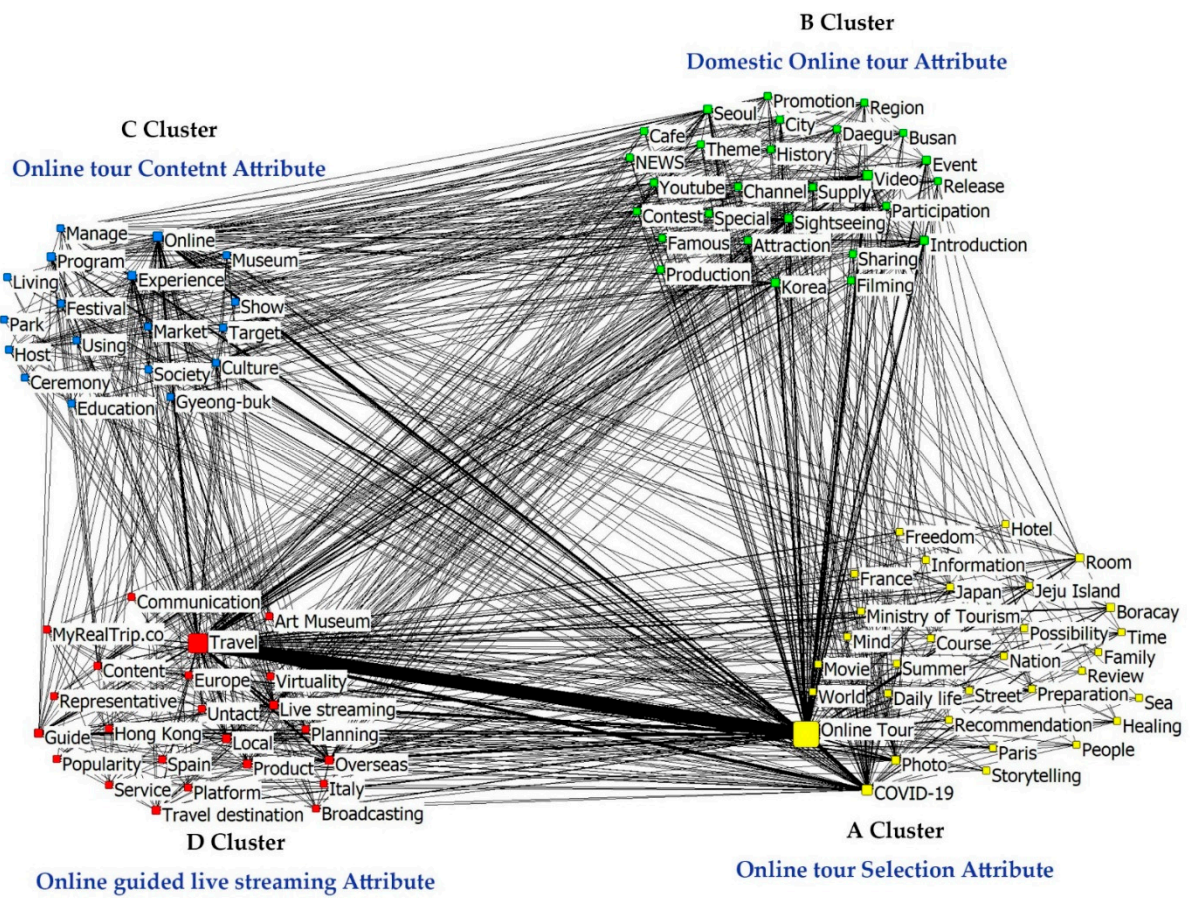 B Cluster
Domestic Online tour Attribute
C Cluster
Online tour Contetnt Attribute
Promotion
Region
Seoul
City
Cafe
Daegu
Busan
Theme
History
NEWS
Event
Video
Release
Youtube
Channel
Supply
Participation
Contest
Special
Sightseeing
Famous
Attraction
Introduction
Sharing
Production
Korea
Filming
Manage
Online
Program
Museum
Living
Experience
Festival
Show
Park
Market
Target
Host
Using
Society
Culture
Ceremony
Education
Gyeong-buk
Communication
Art Museum
MyRealTrip.co
Travel
Content
Europe
Virtuality
Representative
Untact
Live streaming
Guide
Hong Kong
Local
Planning
Popularity
Spain
Product
Overseas
Service
Platform
Italy
Travel destination
Broadcasting
Hotel
Freedom
Information
Room
France
Japan
Jeju Island
Boracay
Ministry of Tourism
Mind
Course
Possibility
Time
Movie
Summer
Nation
Family
Review
World
Daily life
Street
Preparation
Sea
Online Tour
Recommendation
Healing
Photo
Paris
People
Storytelling
COVID-19
D Cluster
Online guided live streaming Attribute
A Cluster
Online tour Selection Attribute